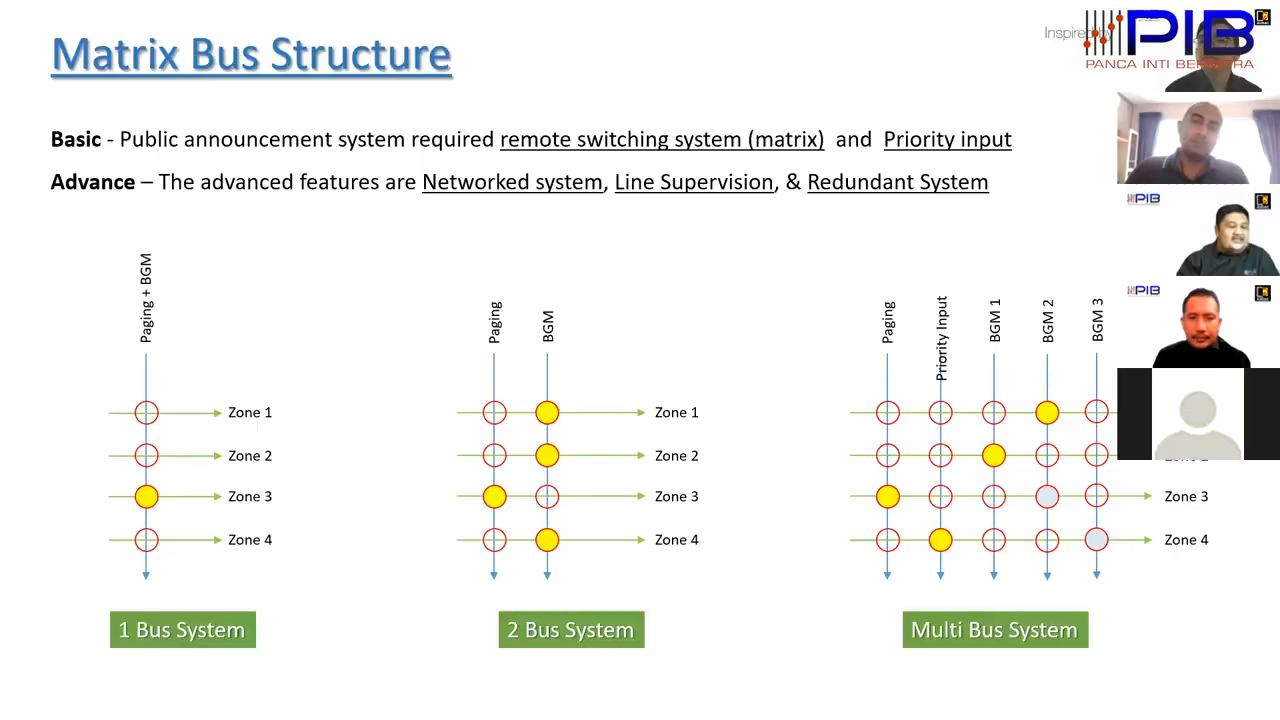 Matrix Bus Structure
Inspired by
PIB
PANCA INTI BERMITRA
Basic - Public announcement system required remote switching system (matrix) and Priority input
Advance – The advanced features are Networked system, Line Supervision, & Redundant System
PIB
PIB
Paging + BGM
Zone 1
Zone 2
Zone 3
Zone 4
1 Bus System
Paging
BGM
Zone 1
Zone 2
Zone 3
Zone 4
2 Bus System
Paging
Priority Input
BGM 1
BGM 2
BGM 3
Zone 3
Zone 4
Multi Bus System